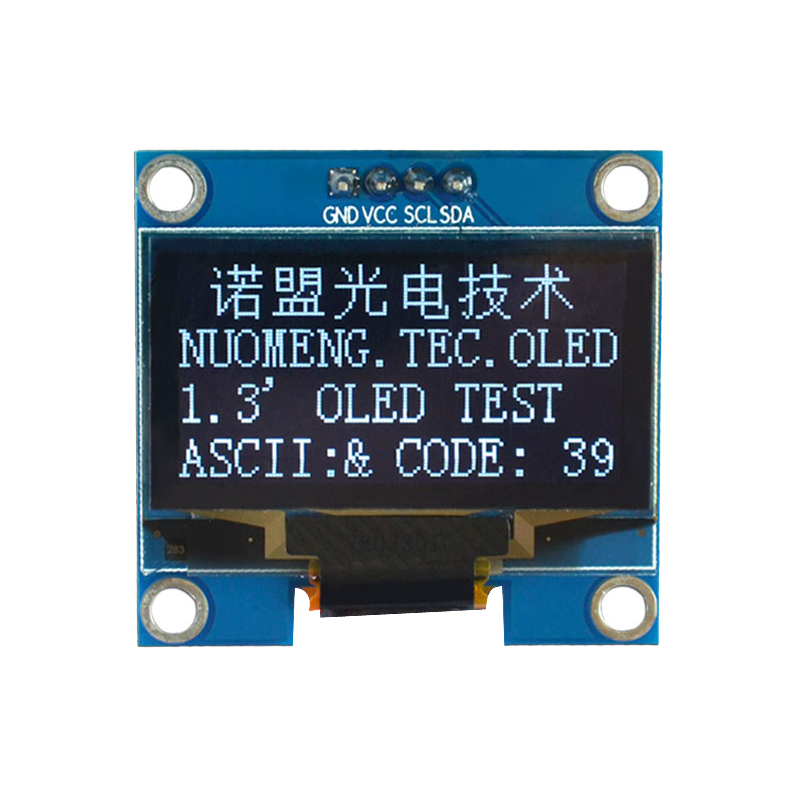 GND VCC SCL SDA
诺盟光电技术
NUOMENG.TEC.OLED
1.3' OLED TEST
ASCII:& CODE: 39
283